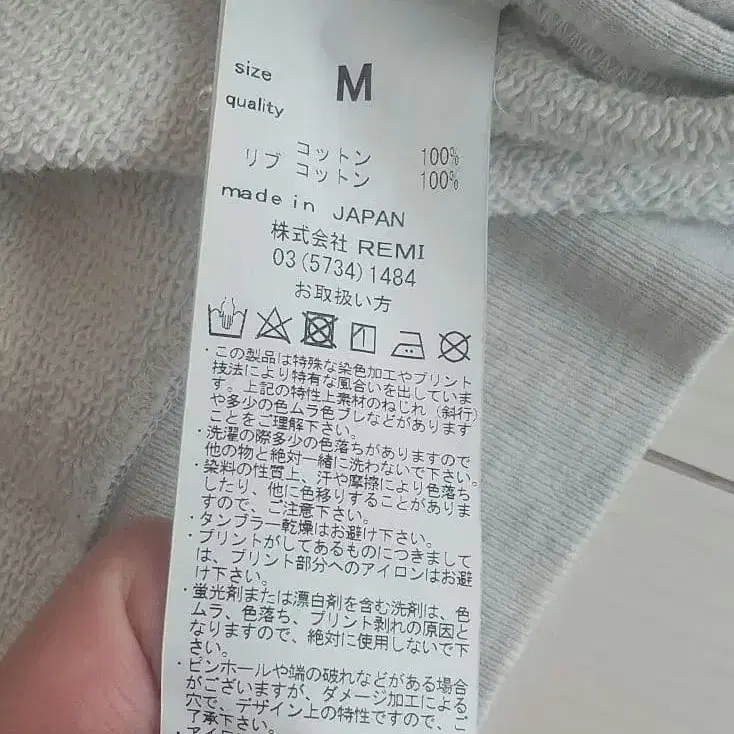 size M
quality
コットン 100%
リブ コットン 100%
made in JAPAN
株式会社 REMI
03(5734)1484
お取扱い方
・この製品は特殊な染色加工やプリント
技法により特有な風合いを出していま
す。上記の特性上素材のねじれ（斜行）
や多少の色ムラ色ブレなどがあります
ことをご理解下さい。
・洗濯の際多少の色落ちがありますので
他の物と絶対一緒に洗わないで下さい。
・染料の性質上、汗や摩擦により色落ち
したり、他に色移りすることがありま
すので、ご注意下さい。
・タンブラー乾燥はお避け下さい。
・プリントがしてあるものにつきまして
は、プリント部分へのアイロンはお避
け下さい。
・蛍光剤または漂白剤を含む洗剤は、色
ムラ、色落ち、プリント剥れの原因と
なりますので、絶対に使用しないで下
さい。
・ピンホールや端の破れなどがある場合
がございますが、ダメージ加工による
穴で、デザイン上の特性ですので、ご
了承下さい。